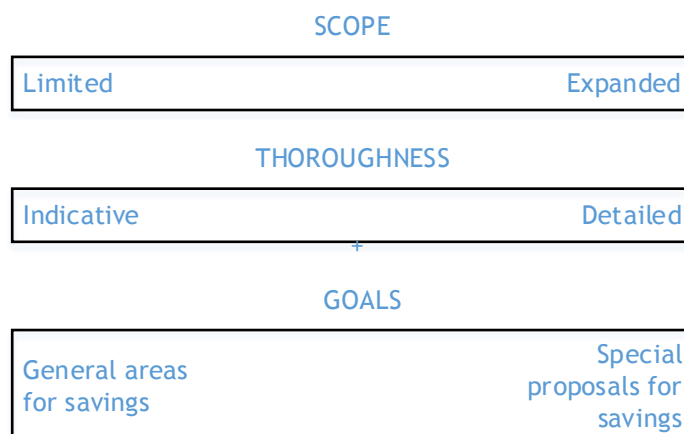 SCOPE
Limited Expanded
THOROUGHNESS
Indicative Detailed
+
GOALS
General areas
for savings
Special
proposals for
savings